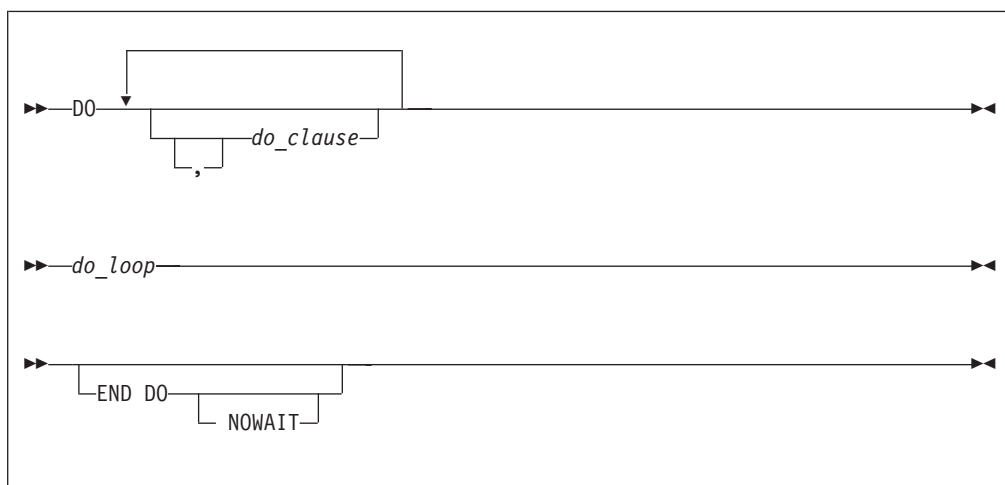 DO
do_clause
,
do_loop
END DO
NOWAIT